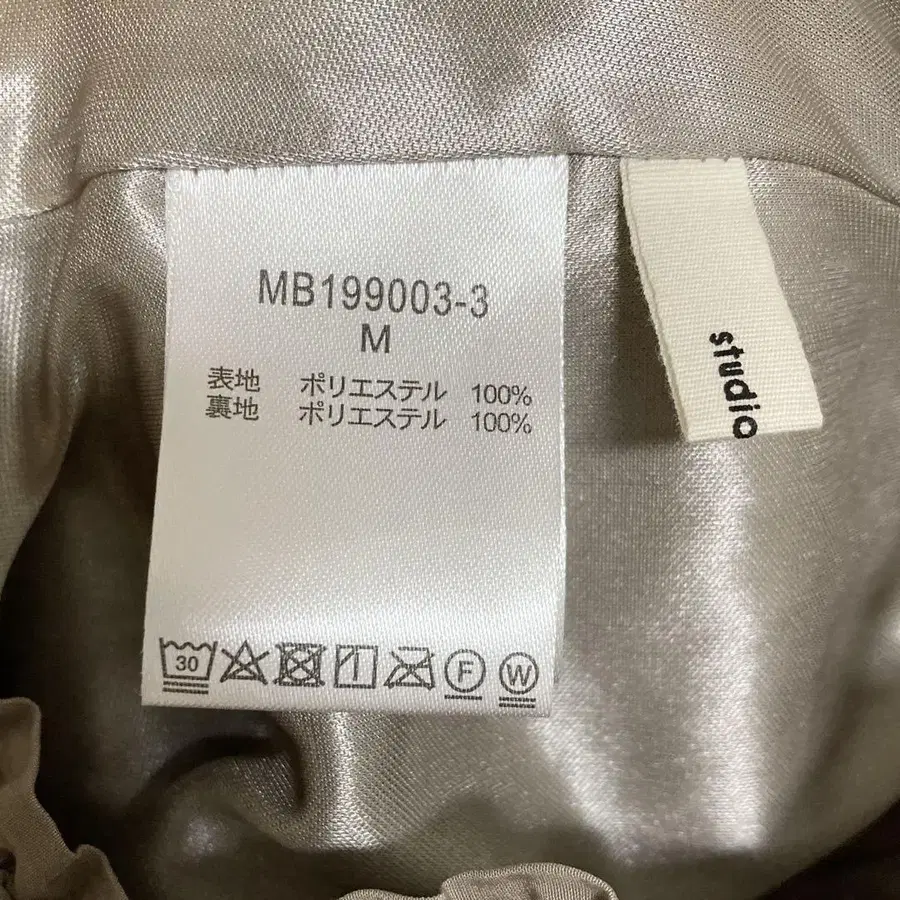 MB199003-3
M
表地 ポリエステル 100%
裏地 ポリエステル 100%
30
F
W
studio